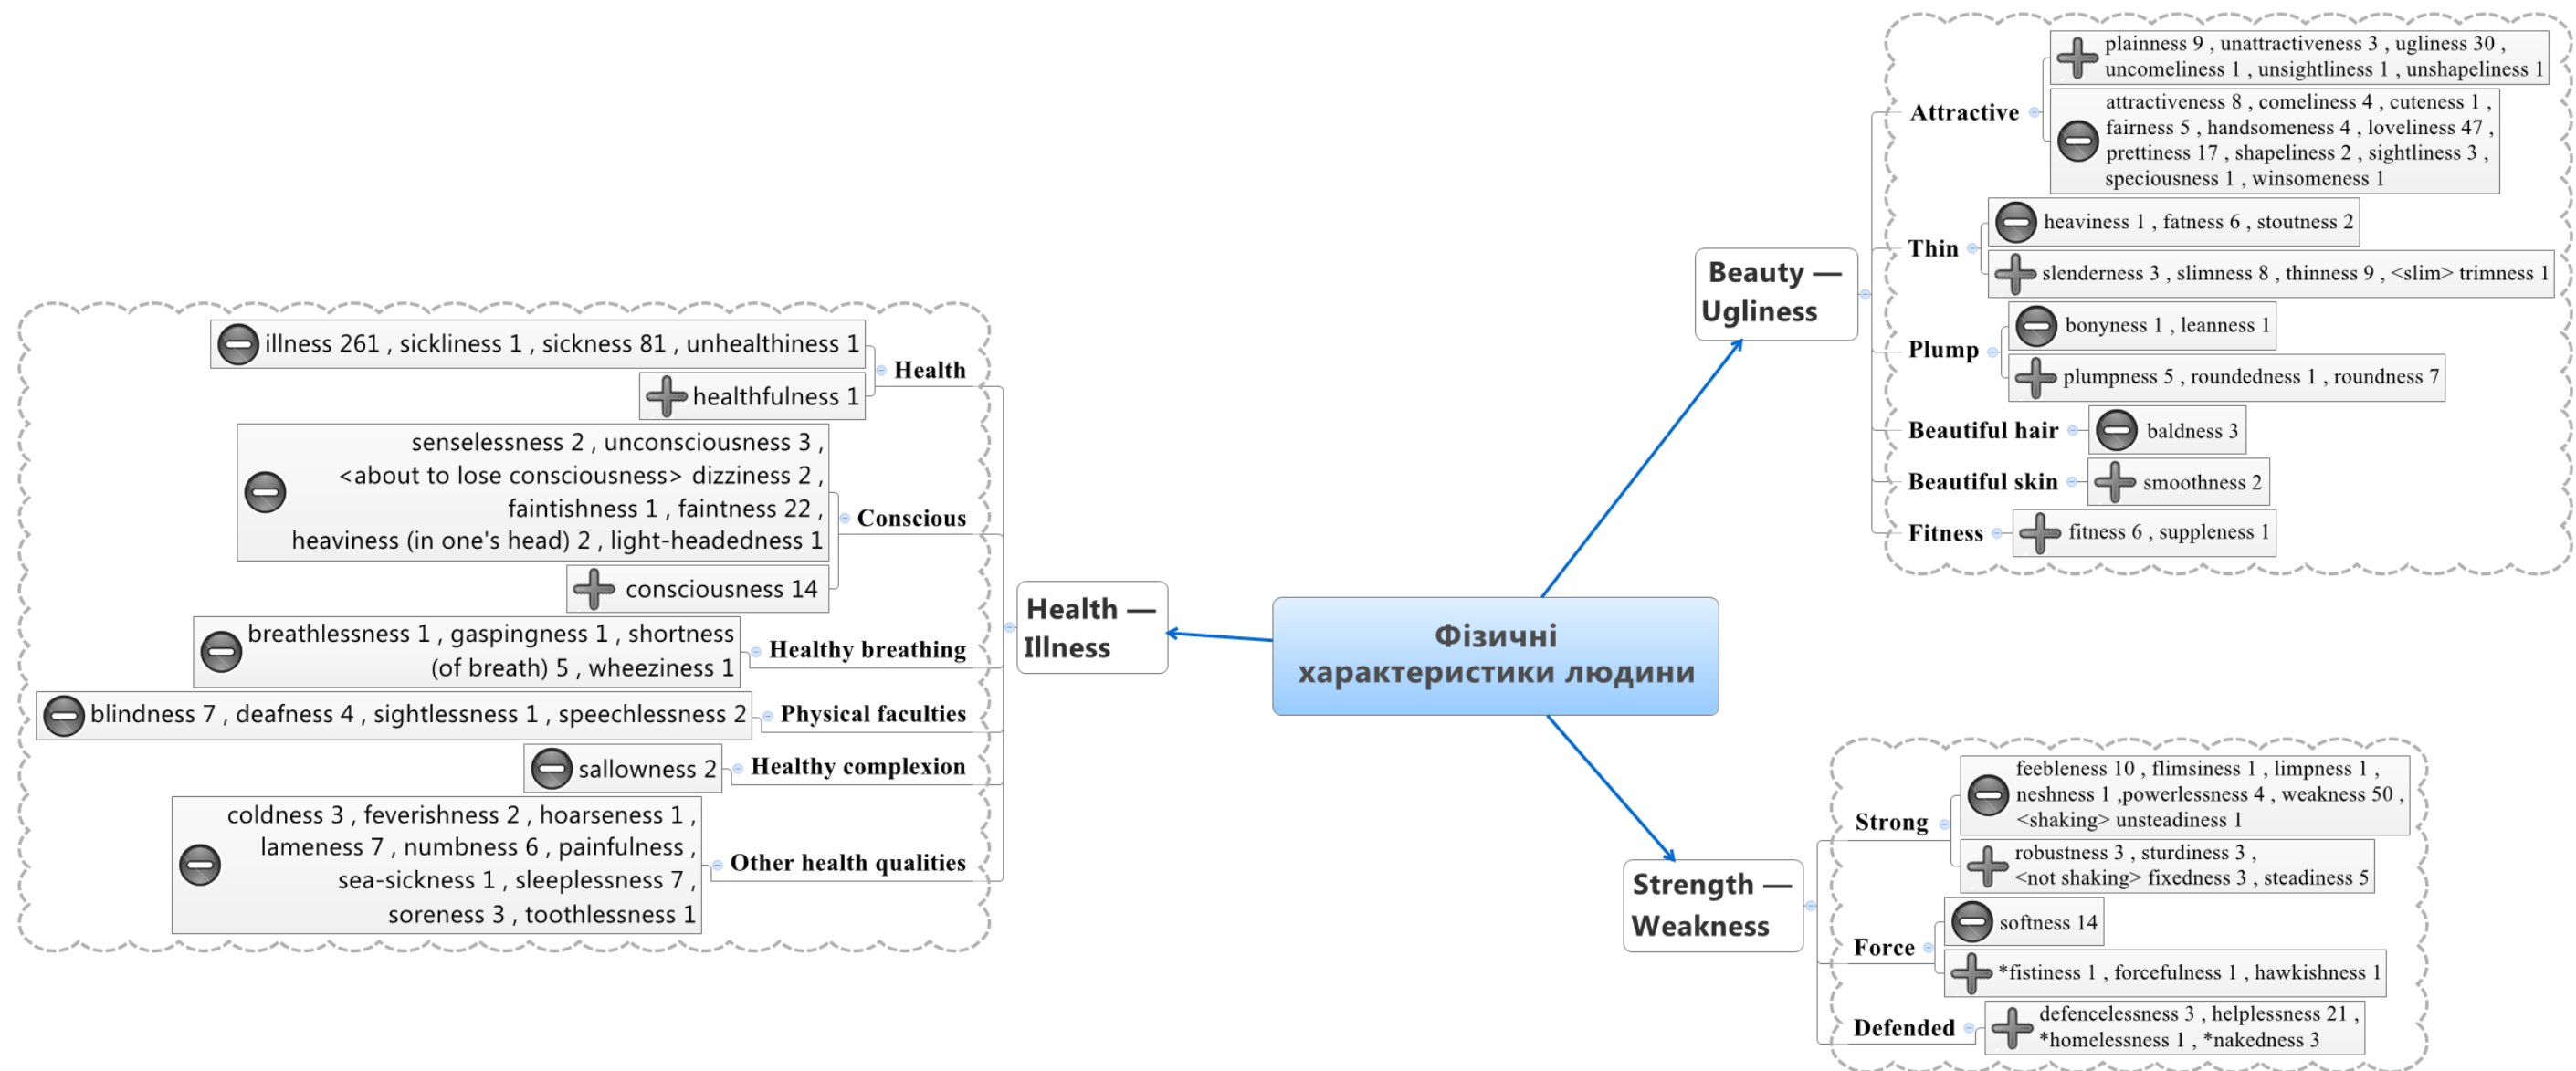 Фізичні
характеристики людини
Beauty —
Ugliness
Attractive
plainness 9 , unattractiveness 3 , ugliness 30 ,
uncomeliness 1 , unsightliness 1 , unshapeliness 1
attractiveness 8 , comeliness 4 , cuteness 1 ,
fairness 5 , handsomeness 4 , loveliness 47 ,
prettiness 17 , shapeliness 2 , sightliness 3 ,
speciousness 1 , winsomeness 1
Thin
heaviness 1 , fatness 6 , stoutness 2
slenderness 3 , slimness 8 , thinness 9 , <slim> trimness 1
Plump
bonyness 1 , leanness 1
plumpness 5 , roundedness 1 , roundness 7
Beautiful hair
baldness 3
Beautiful skin
smoothness 2
Fitness
fitness 6 , suppleness 1
Health —
Illness
Health
illness 261 , sickliness 1 , sickness 81 , unhealthiness 1
healthfulness 1
Conscious
senselessness 2 , unconsciousness 3 ,
<about to lose consciousness> dizziness 2 ,
faintishness 1 , faintness 22 ,
heaviness (in one's head) 2 , light-headedness 1
consciousness 14
Healthy breathing
breathlessness 1 , gaspingness 1 , shortness
(of breath) 5 , wheeziness 1
Physical faculties
blindness 7 , deafness 4 , sightlessness 1 , speechlessness 2
Healthy complexion
sallowness 2
Other health qualities
coldness 3 , feverishness 2 , hoarseness 1 ,
lameness 7 , numbness 6 , painfulness ,
sea-sickness 1 , sleeplessness 7 ,
soreness 3 , toothlessness 1
Strength —
Weakness
Strong
feebleness 10 , flimsiness 1 , limpness 1 ,
neshness 1 ,powerlessness 4 , weakness 50 ,
<shaking> unsteadiness 1
robustness 3 , sturdiness 3 ,
<not shaking> fixedness 3 , steadiness 5
Force
softness 14
*fistiness 1 , forcefulness 1 , hawkishness 1
Defended
defencelessness 3 , helplessness 21 ,
*homelessness 1 , *nakedness 3